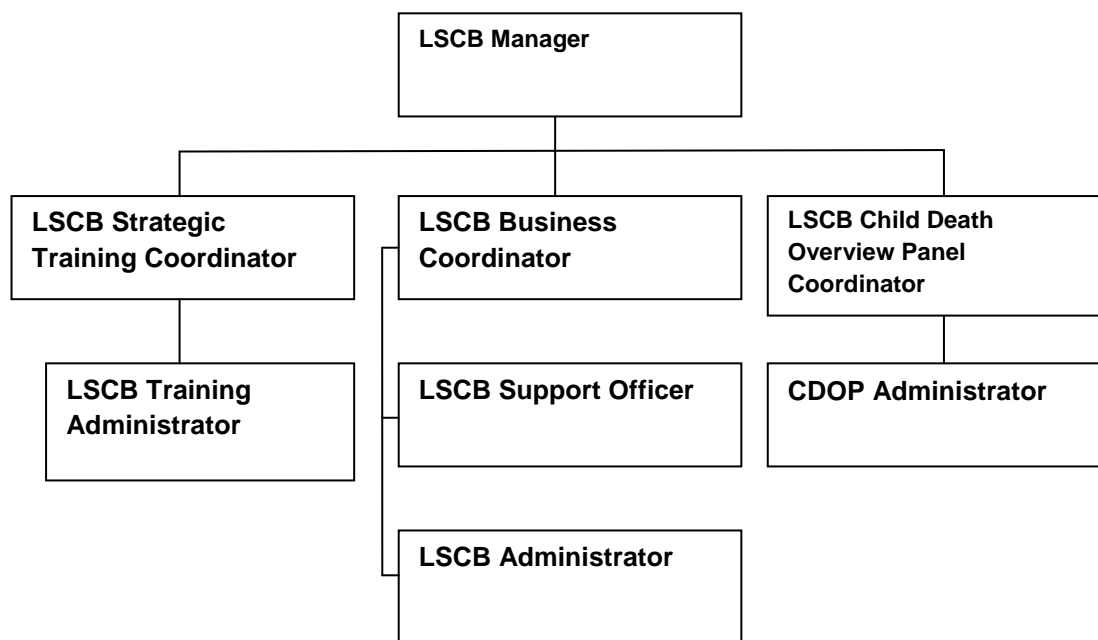 LSCB Manager
LSCB Strategic
Training Coordinator
LSCB Business
Coordinator
LSCB Child Death
Overview Panel
Coordinator
LSCB Training
Administrator
LSCB Support Officer
CDOP Administrator
LSCB Administrator